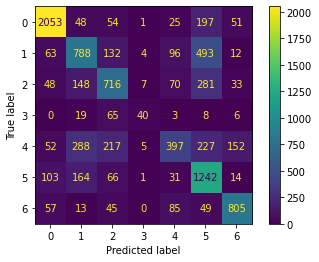 0 2053 48 54 1 25 197 51 2000
1 63 788 132 4 96 493 12 1750
2 48 148 716 7 70 281 33 1500
1250
True label
3 0 19 65 40 3 8 6 1000
4 52 288 217 5 397 227 152 750
5 103 164 66 1 31 1242 14 500
6 57 13 45 0 85 49 805 250
0
0 1 2 3 4 5 6
Predicted label